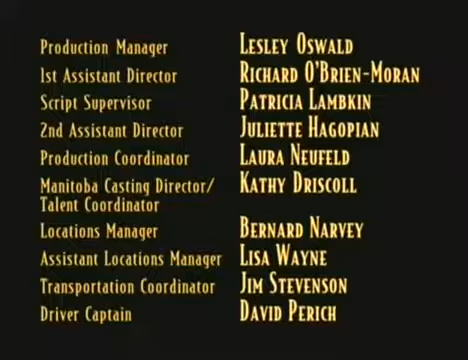 Production Manager LESLEY OSWALD
1st Assistant Director RICHARD O'BRIEN-MORAN
Script Supervisor PATRICIA LAMBKIN
2nd Assistant Director JULIETTE HAGOPIAN
Production Coordinator LAURA NEUFELD
Manitoba Casting Director/ KATHY DRISCOLL
Talent Coordinator
Locations Manager BERNARD NARVEY
Assistant Locations Manager LISA WAYNE
Transportation Coordinator JIM STEVENSON
Driver Captain DAVID PERICH